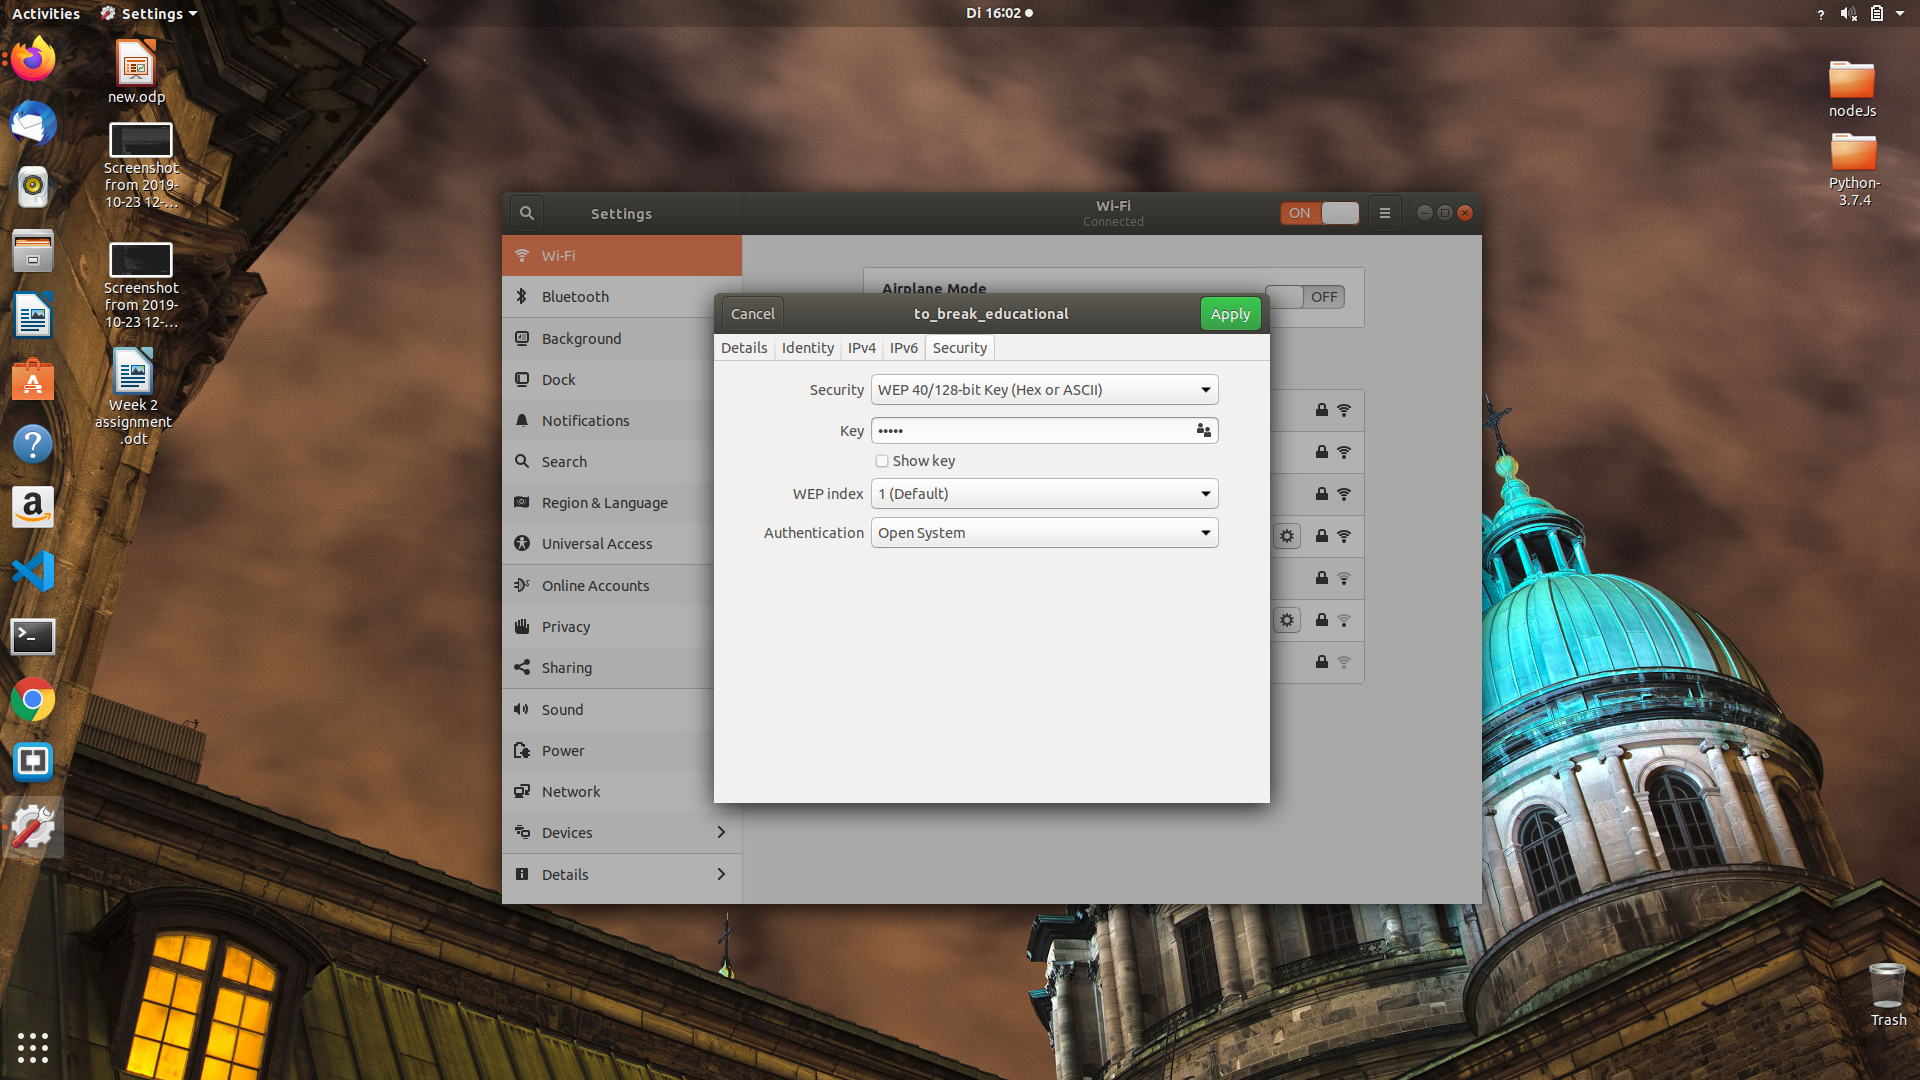 Activities
Settings
Di 16:02
?
new.odp
Screenshot
from 2019-
10-23 12-...
Screenshot
from 2019-
10-23 12-...
Week 2
assignment
.odt
nodeJs
Python-
3.7.4
Trash
Settings
Wi-Fi
Connected
ON
Wi-Fi
Bluetooth
Background
Dock
Notifications
Search
Region & Language
Universal Access
Online Accounts
Privacy
Sharing
Sound
Power
Network
Devices
Details
Airplane Mode
OFF
Cancel
to_break_educational
Apply
Details
Identity
IPv4
IPv6
Security
Security
WEP 40/128-bit Key (Hex or ASCII)
Key
•••••
Show key
WEP index
1 (Default)
Authentication
Open System